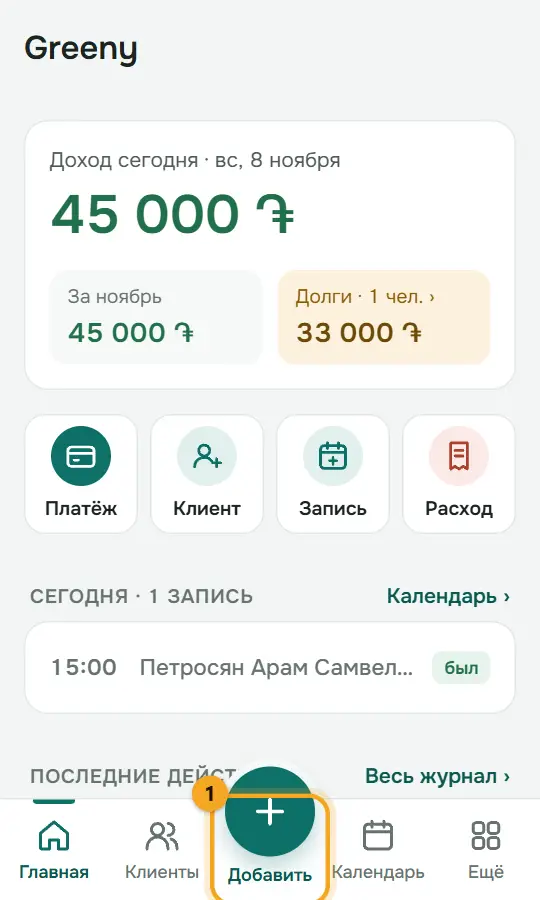 Greeny
Доход сегодня · вс, 8 ноября
45 000 ֏
За ноябрь
45 000 ֏
Долги · 1 чел. ›
33 000 ֏
Платёж
Клиент
Запись
Расход
СЕГОДНЯ · 1 ЗАПИСЬ
Календарь ›
15:00 Петросян Арам Самвел...
был
ПОСЛЕДНИЕ ДЕЙСТ
Весь журнал ›
1
Главная
Клиенты
Добавить
Календарь
Ещё